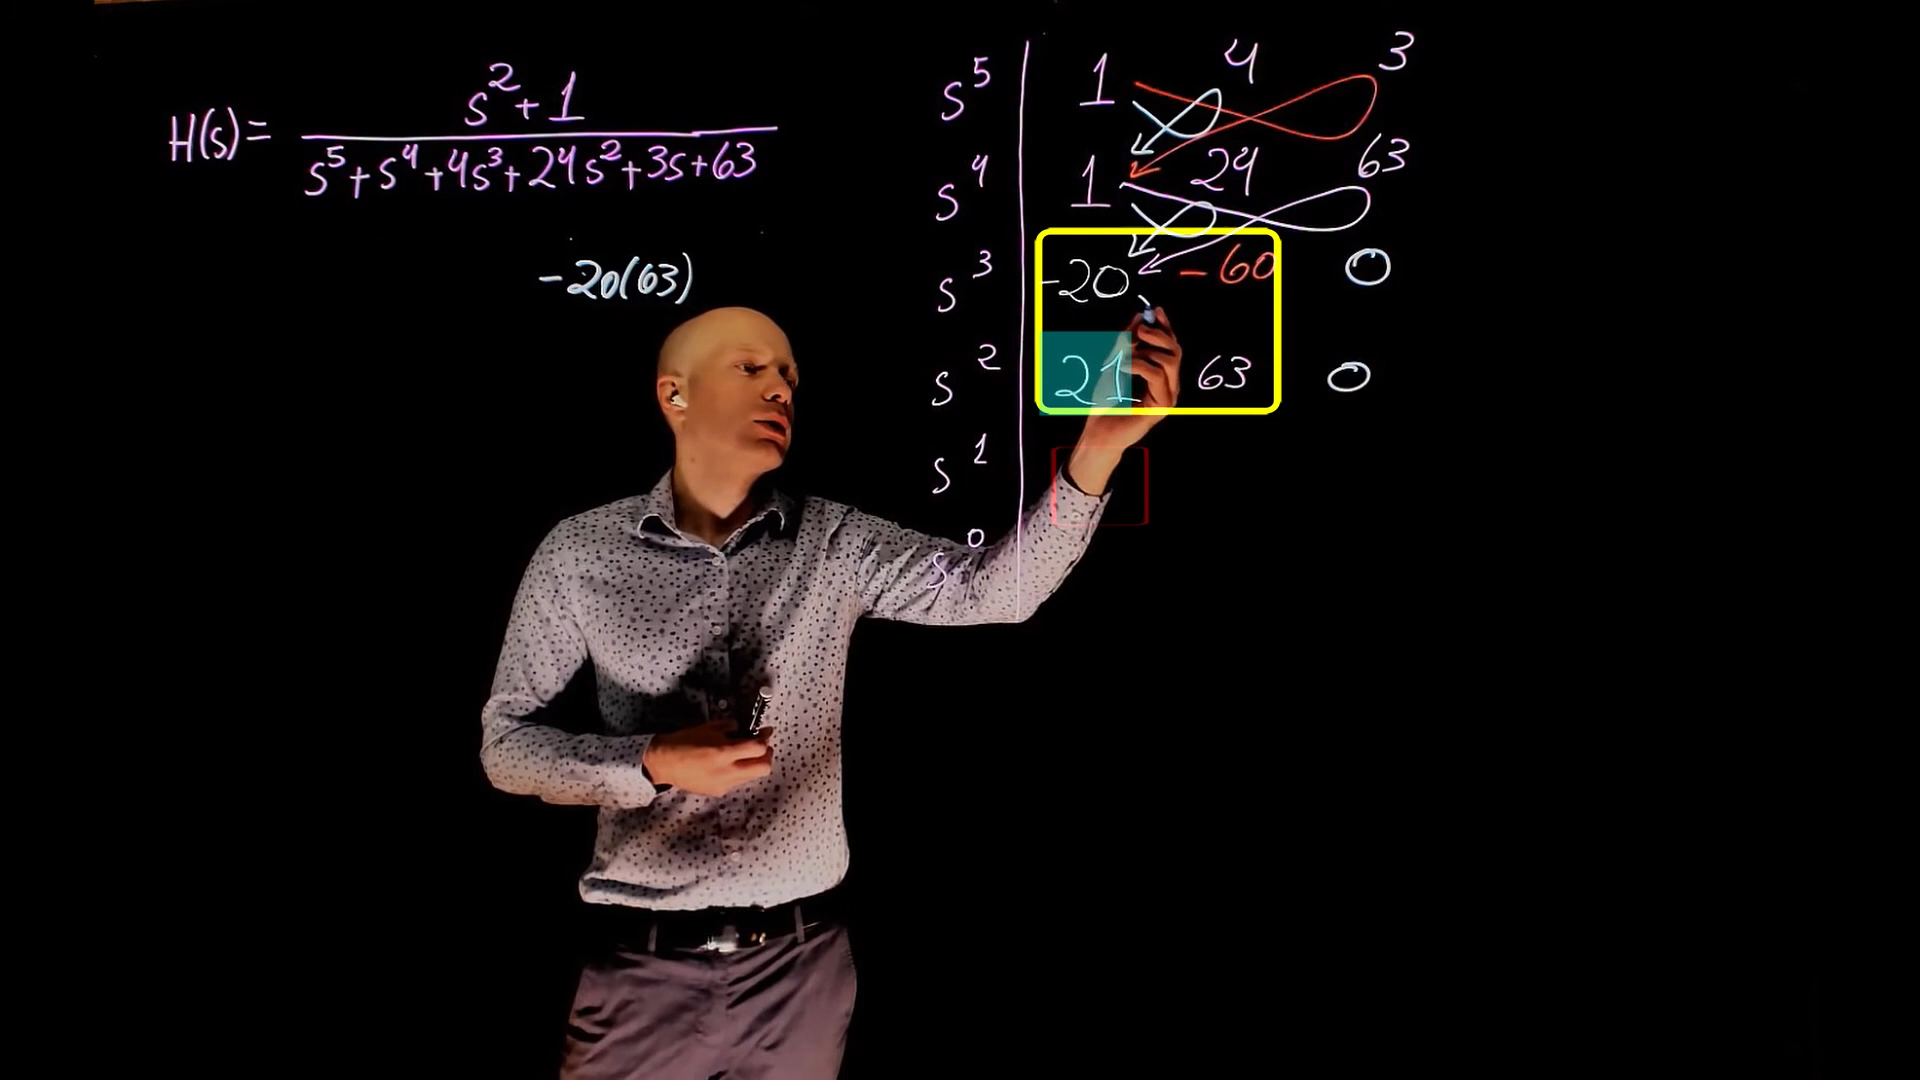 H(s)= s²+1 / s⁵+s⁴+4s³+24s²+3s+63
-20(63)
s⁵ 1 4 3
s⁴ 1 24 63
s³ -20 -60 0
s² 21 63 0
s¹
s⁰